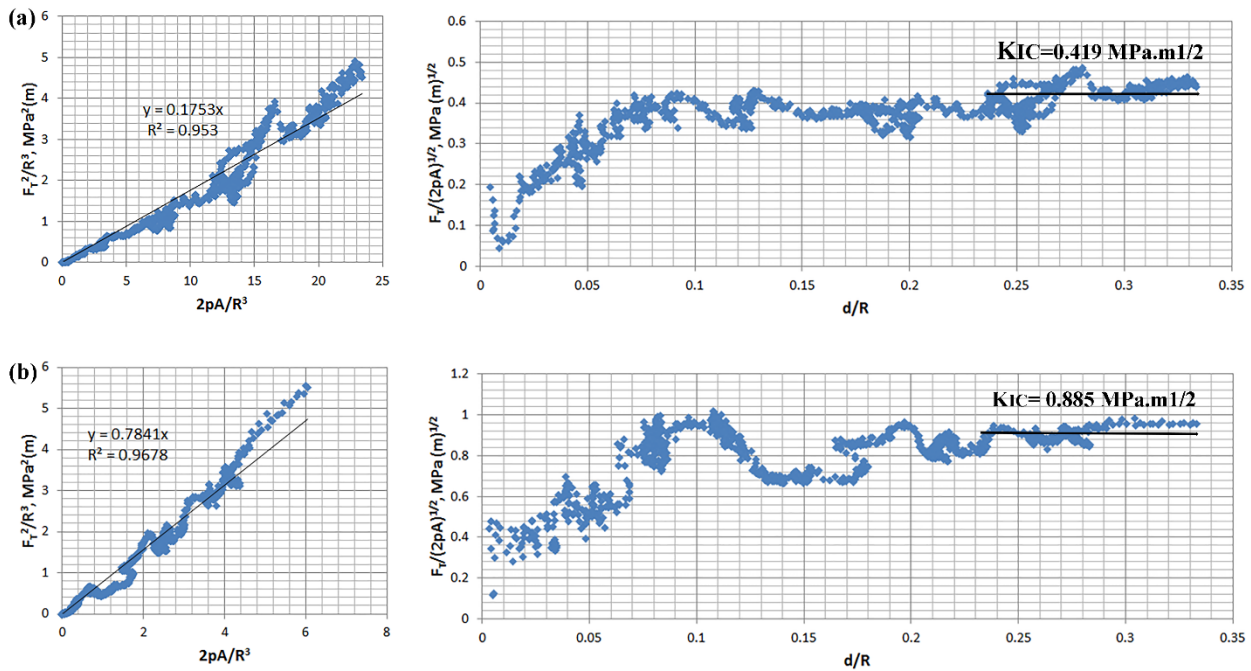 (a)
F_T²/R³, MPa²(m)
6
5
4
3
2
1
0
y = 0.1753x
R² = 0.953
0 5 10 15 20 25
2pA/R³
F_T/(2pA)^1/2, MPa (m)^1/2
0.6
0.5
0.4
0.3
0.2
0.1
0
KIC=0.419 MPa.m1/2
0 0.05 0.1 0.15 0.2 0.25 0.3 0.35
d/R
(b)
F_T²/R³, MPa²(m)
6
5
4
3
2
1
0
y = 0.7841x
R² = 0.9678
0 2 4 6 8
2pA/R³
F_T/(2pA)^1/2, MPa (m)^1/2
1.2
1
0.8
0.6
0.4
0.2
0
KIC= 0.885 MPa.m1/2
0 0.05 0.1 0.15 0.2 0.25 0.3 0.35
d/R